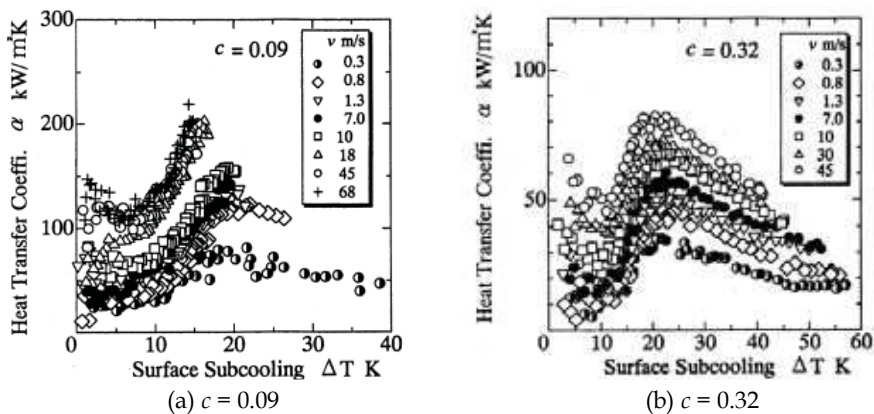 Heat Transfer Coeffi. α kW/m²K
300
200
100
0
0 10 20 30 40
Surface Subcooling ΔT K
c = 0.09
v m/s
0.3
0.8
1.3
7.0
10
18
45
68
(a) c = 0.09
Heat Transfer Coeffi. α kW/m²K
100
50
0 10 20 30 40 50 60
Surface Subcooling ΔT K
c = 0.32
v m/s
0.3
0.8
1.3
7.0
10
30
45
(b) c = 0.32